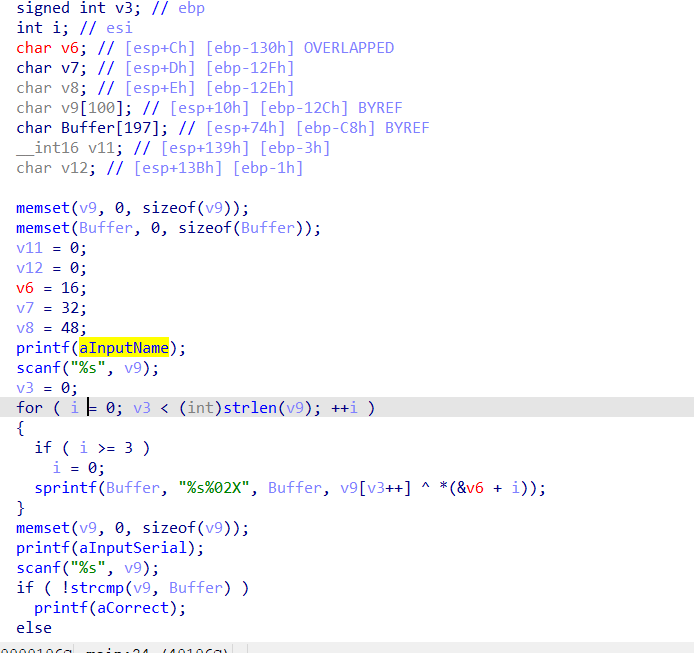 signed int v3; // ebp
int i; // esi
char v6; // [esp+Ch] [ebp-130h] OVERLAPPED
char v7; // [esp+Dh] [ebp-12Fh]
char v8; // [esp+Eh] [ebp-12Eh]
char v9[100]; // [esp+10h] [ebp-12Ch] BYREF
char Buffer[197]; // [esp+74h] [ebp-C8h] BYREF
__int16 v11; // [esp+139h] [ebp-3h]
char v12; // [esp+13Bh] [ebp-1h]
memset(v9, 0, sizeof(v9));
memset(Buffer, 0, sizeof(Buffer));
v11 = 0;
v12 = 0;
v6 = 16;
v7 = 32;
v8 = 48;
printf(aInputName);
scanf("%s", v9);
v3 = 0;
for ( i = 0; v3 < (int)strlen(v9); ++i )
{
if ( i >= 3 )
i = 0;
sprintf(Buffer, "%s%02X", Buffer, v9[v3++] ^ *(&v6 + i));
}
memset(v9, 0, sizeof(v9));
printf(aInputSerial);
scanf("%s", v9);
if ( !strcmp(v9, Buffer) )
printf(aCorrect);
else